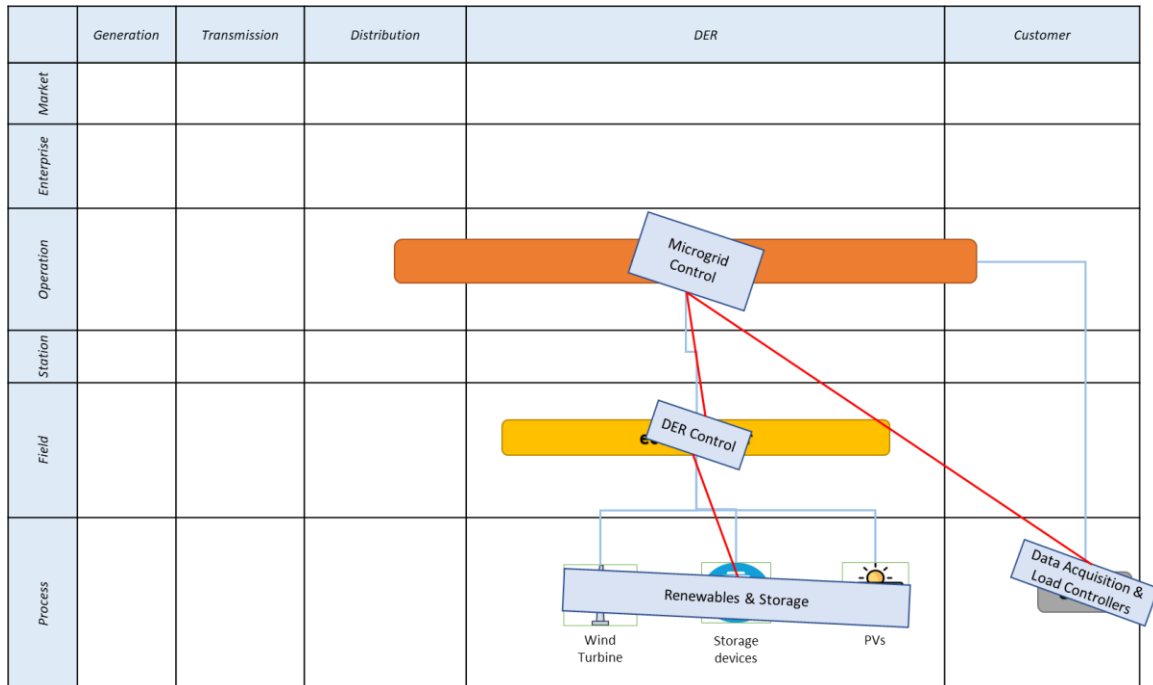 Generation
Transmission
Distribution
DER
Customer
Market
Enterprise
Operation
Microgrid
Control
Station
Field
DER Control
Process
Renewables & Storage
Data Acquisition &
Load Controllers
Wind
Turbine
Storage
devices
PVs